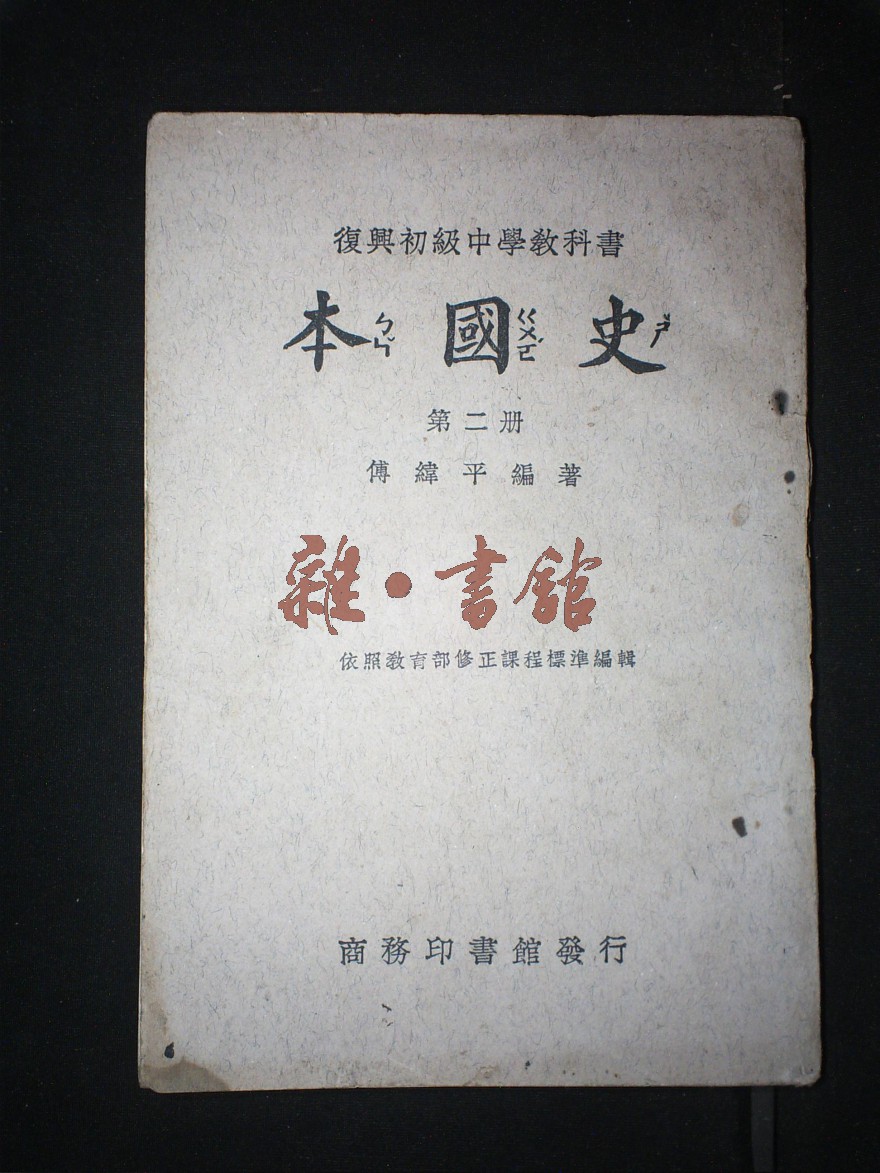 復興初級中學教科書
本ㄅㄣˇ 國ㄍㄨㄛˊ 史ㄕˇ
第二册
傅緯平編著
雜·書館
依照教育部修正課程標準編輯
商務印書館發行